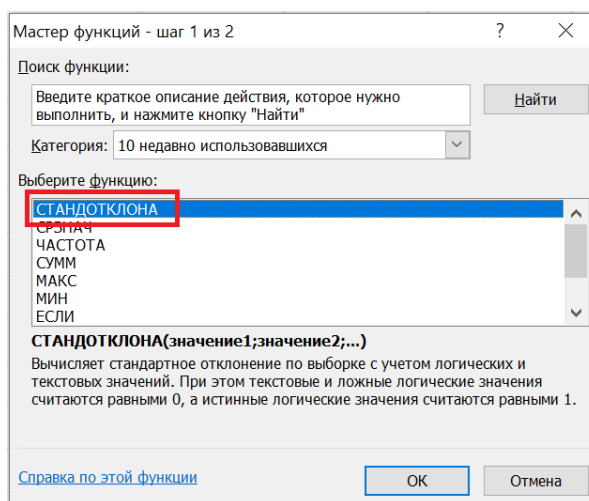 Мастер функций - шаг 1 из 2 ?
Поиск функции:
Введите краткое описание действия, которое нужно
выполнить, и нажмите кнопку "Найти"
Найти
Категория: 10 недавно использовавшихся
Выберите функцию:
СТАНДОТКЛОНА
СРЗНАЧ
ЧАСТОТА
СУММ
МАКС
МИН
ЕСЛИ
СТАНДОТКЛОНА(значение1;значение2;...)
Вычисляет стандартное отклонение по выборке с учетом логических и
текстовых значений. При этом текстовые и ложные логические значения
считаются равными 0, а истинные логические значения считаются равными 1.
Справка по этой функции
ОК
Отмена